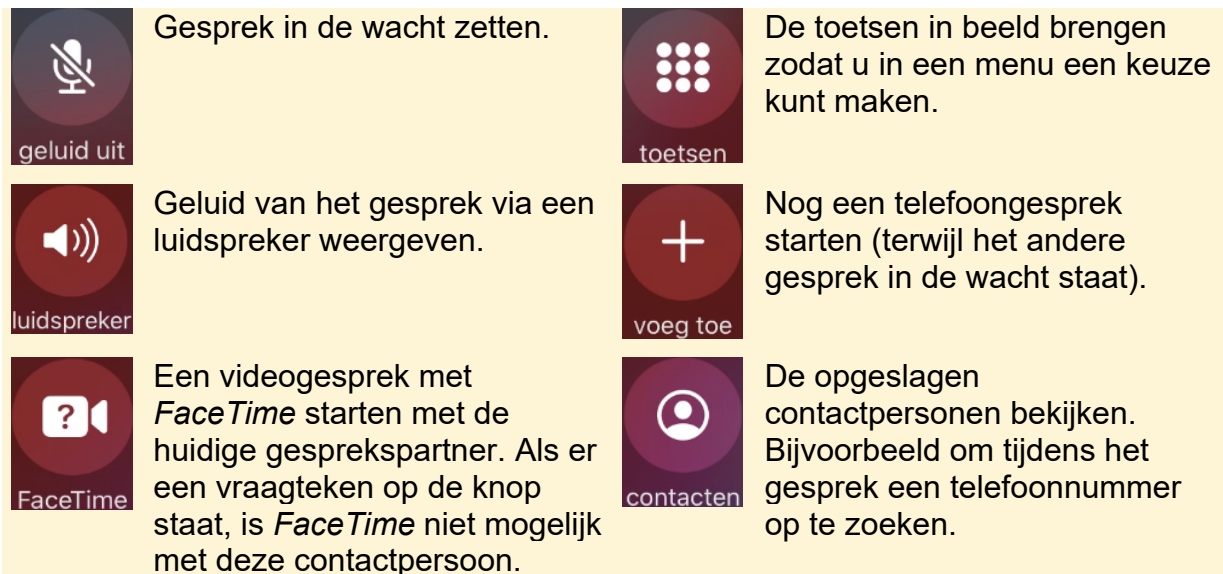 Gesprek in de wacht zetten.
geluid uit
De toetsen in beeld brengen
zodat u in een menu een keuze
kunt maken.
toetsen
Geluid van het gesprek via een
luidspreker weergeven.
luidspreker
Nog een telefoongesprek
starten (terwijl het andere
gesprek in de wacht staat).
voeg toe
Een videogesprek met
FaceTime starten met de
huidige gesprekspartner. Als er
een vraagteken op de knop
staat, is FaceTime niet mogelijk
met deze contactpersoon.
?
FaceTime
De opgeslagen
contactpersonen bekijken.
Bijvoorbeeld om tijdens het
gesprek een telefoonnummer
op te zoeken.
contacten